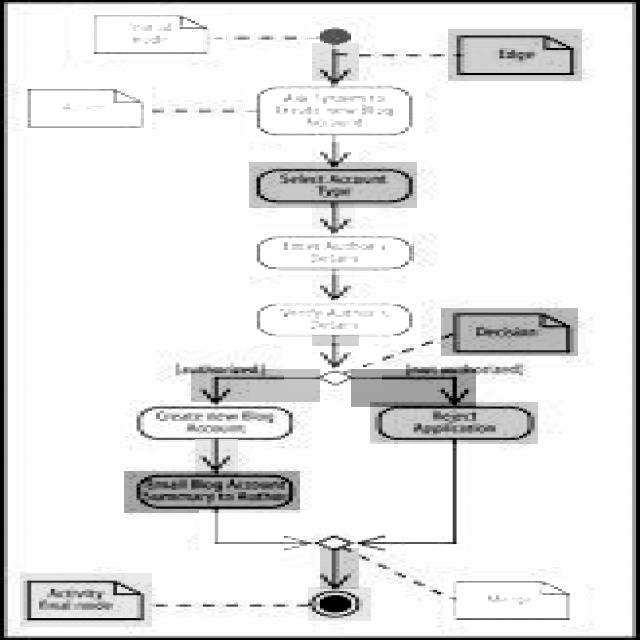 Initial
node
Edge
Action
Ask System to
Create new Blog
Account
Select Account
Type
Enter Author's
Details
Verify Author's
Details
Decision
[authorized]
[not authorized]
Create new Blog
Account
Reject
Application
Email Blog Account
Summary to Author
Activity
final node
Merge